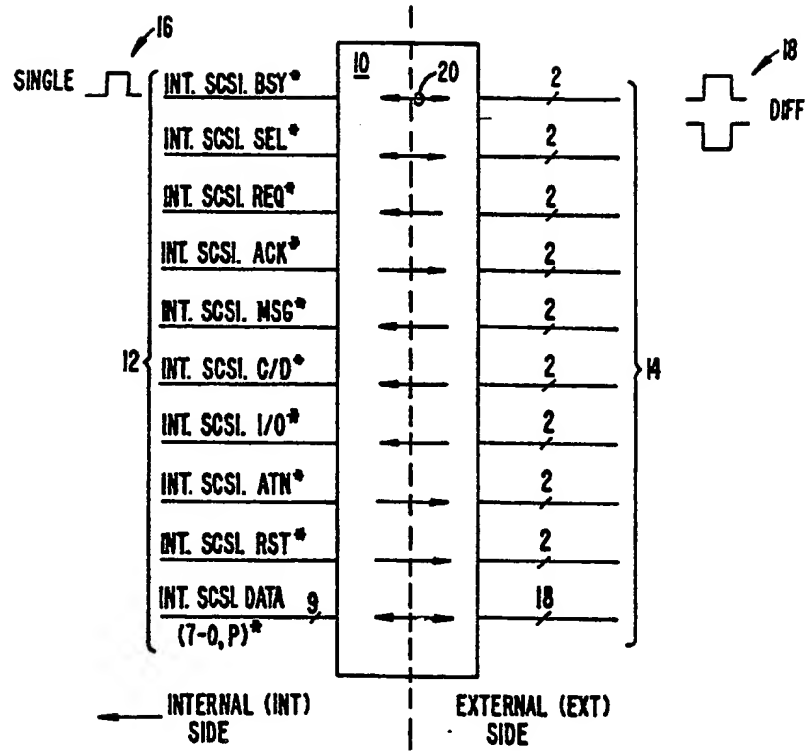 16
18
SINGLE
DIFF
10
20
INT. SCSI. BSY*
2
INT. SCSI. SEL*
2
INT. SCSI. REQ*
2
INT. SCSI. ACK*
2
INT. SCSI. MSG*
2
12
INT. SCSI. C/D*
2
14
INT. SCSI. I/O*
2
INT. SCSI. ATN*
2
INT. SCSI. RST*
2
INT. SCSI. DATA 9
18
(7-0, P)*
INTERNAL (INT)
SIDE
EXTERNAL (EXT)
SIDE